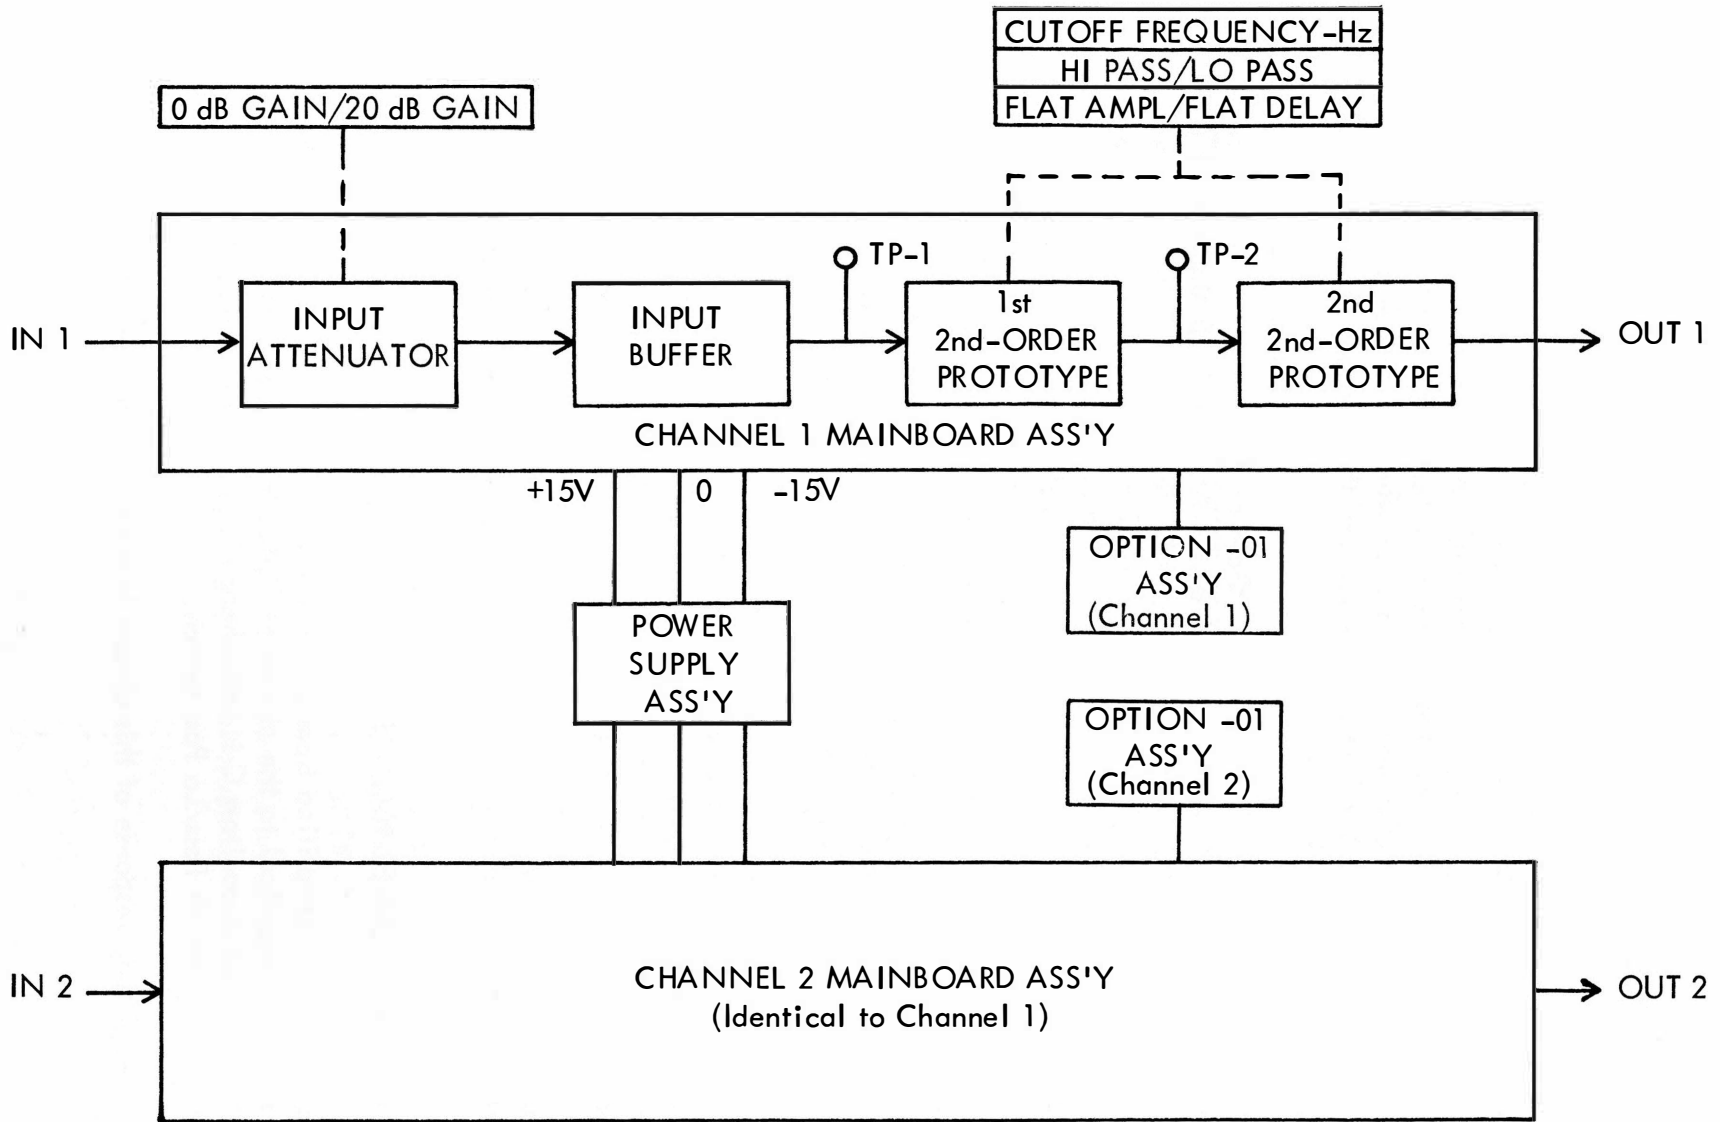 CUTOFF FREQUENCY-Hz
HI PASS/LO PASS
FLAT AMPL/FLAT DELAY
0 dB GAIN/20 dB GAIN
TP-1
TP-2
IN 1
INPUT
ATTENUATOR
INPUT
BUFFER
1st
2nd-ORDER
PROTOTYPE
2nd
2nd-ORDER
PROTOTYPE
OUT 1
CHANNEL 1 MAINBOARD ASS'Y
+15V
0
-15V
OPTION -01
ASS'Y
(Channel 1)
POWER
SUPPLY
ASS'Y
OPTION -01
ASS'Y
(Channel 2)
IN 2
CHANNEL 2 MAINBOARD ASS'Y
(Identical to Channel 1)
OUT 2